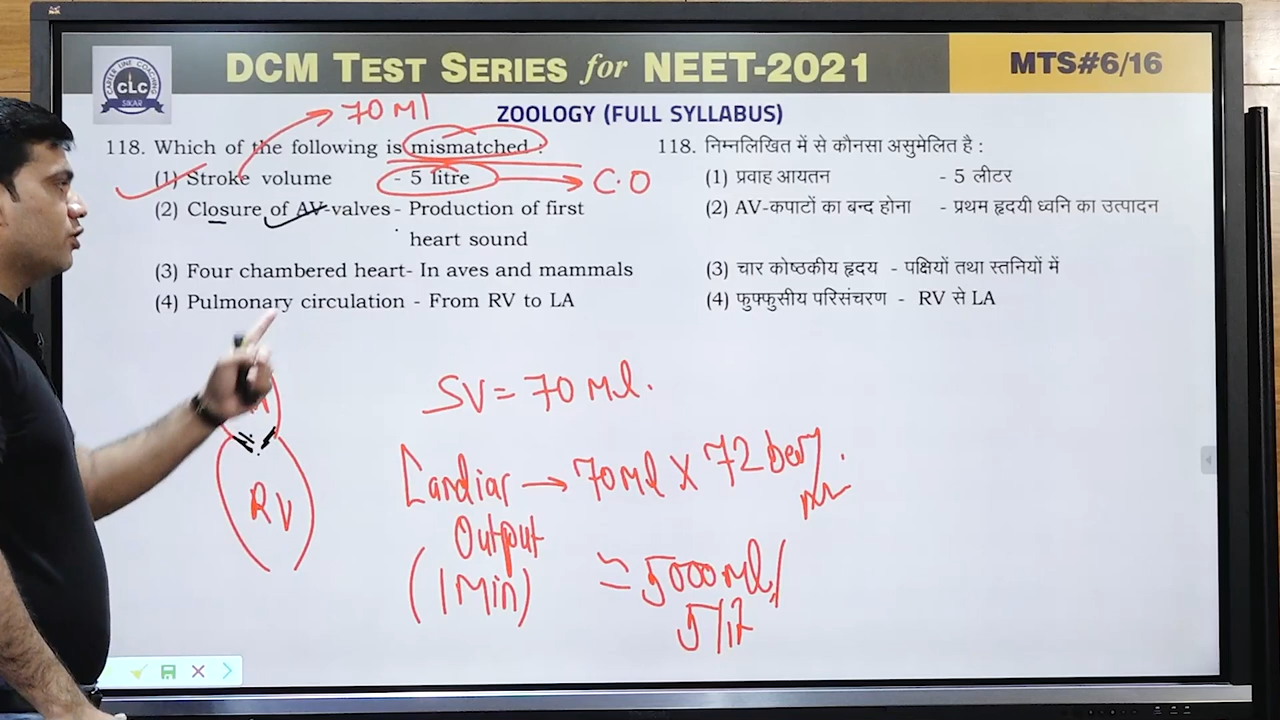 DCM TEST SERIES for NEET-2021
MTS#6/16
CAREER LINE COACHING
CLC
SIKAR
ZOOLOGY (FULL SYLLABUS)
70 Ml
118. Which of the following is mismatched :
(1) Stroke volume - 5 litre
C.O
(2) Closure of AV-valves - Production of first
heart sound
(3) Four chambered heart- In aves and mammals
(4) Pulmonary circulation - From RV to LA
118. निम्नलिखित में से कौनसा असुमेलित है :
(1) प्रवाह आयतन - 5 लीटर
(2) AV-कपाटों का बन्द होना - प्रथम हृदयी ध्वनि का उत्पादन
(3) चार कोष्ठकीय हृदय - पक्षियों तथा स्तनियों में
(4) फुफ्फुसीय परिसंचरण - RV से LA
RV
SV = 70 Ml.
Cardiac → 70 Ml X 72
Output
(1 Min)
≃ 5000 Ml/